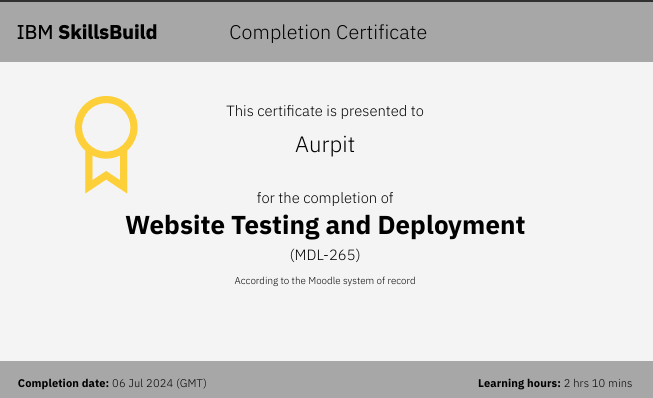 IBM SkillsBuild
Completion Certificate
This certificate is presented to
Aurpit
for the completion of
Website Testing and Deployment
(MDL-265)
According to the Moodle system of record
Completion date: 06 Jul 2024 (GMT)
Learning hours: 2 hrs 10 mins